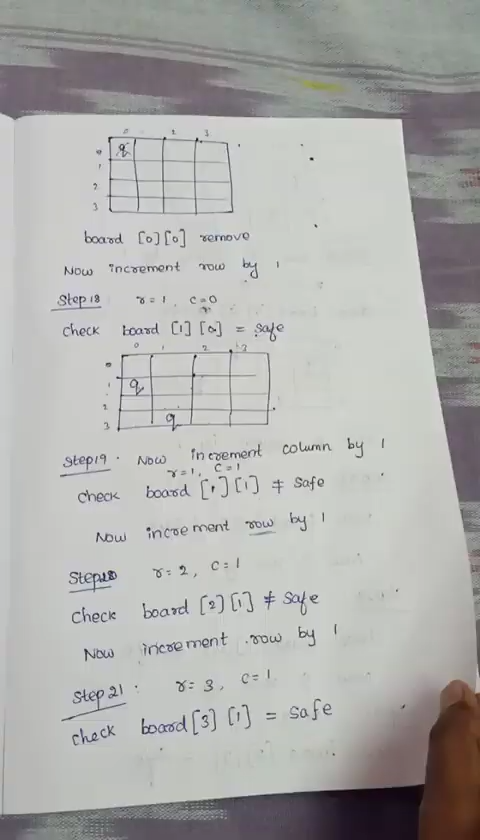 0 2 3
0
q
1
2
3
board [0][0] remove
Now increment row by 1
Step 18 r=1, c=0
check board [1][0] = safe
0 1 2 3
0
1 q
2
3 q
Step 19. Now increment column by 1
r=1, c=1
check board [1][1] ≠ safe
Now increment row by 1
Step 20 r=2, c=1
check board [2][1] ≠ safe
Now increment row by 1
Step 21: r=3, c=1
check board [3][1] = safe